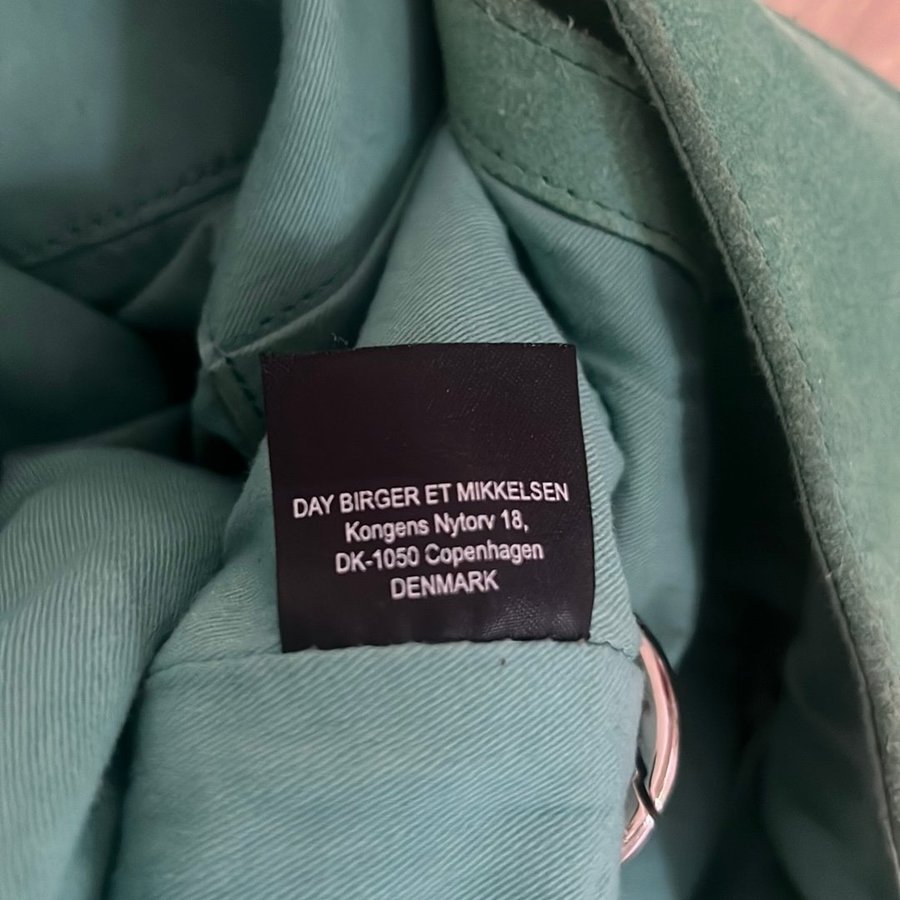 DAY BIRGER ET MIKKELSEN
Kongens Nytorv 18,
DK-1050 Copenhagen
DENMARK